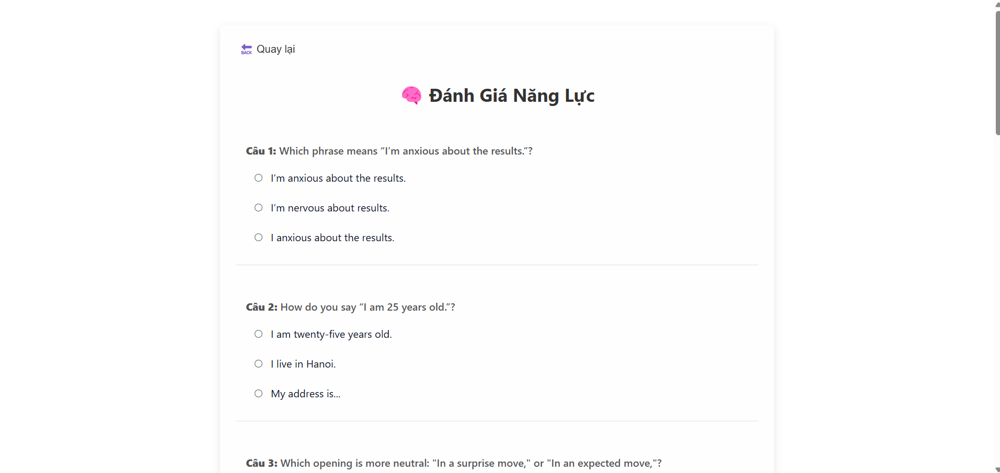 BACK Quay lại
Đánh Giá Năng Lực
Câu 1: Which phrase means “I’m anxious about the results.”?
I’m anxious about the results.
I’m nervous about results.
I anxious about the results.
Câu 2: How do you say “I am 25 years old.”?
I am twenty-five years old.
I live in Hanoi.
My address is...
Câu 3: Which opening is more neutral: "In a surprise move," or "In an expected move,"?